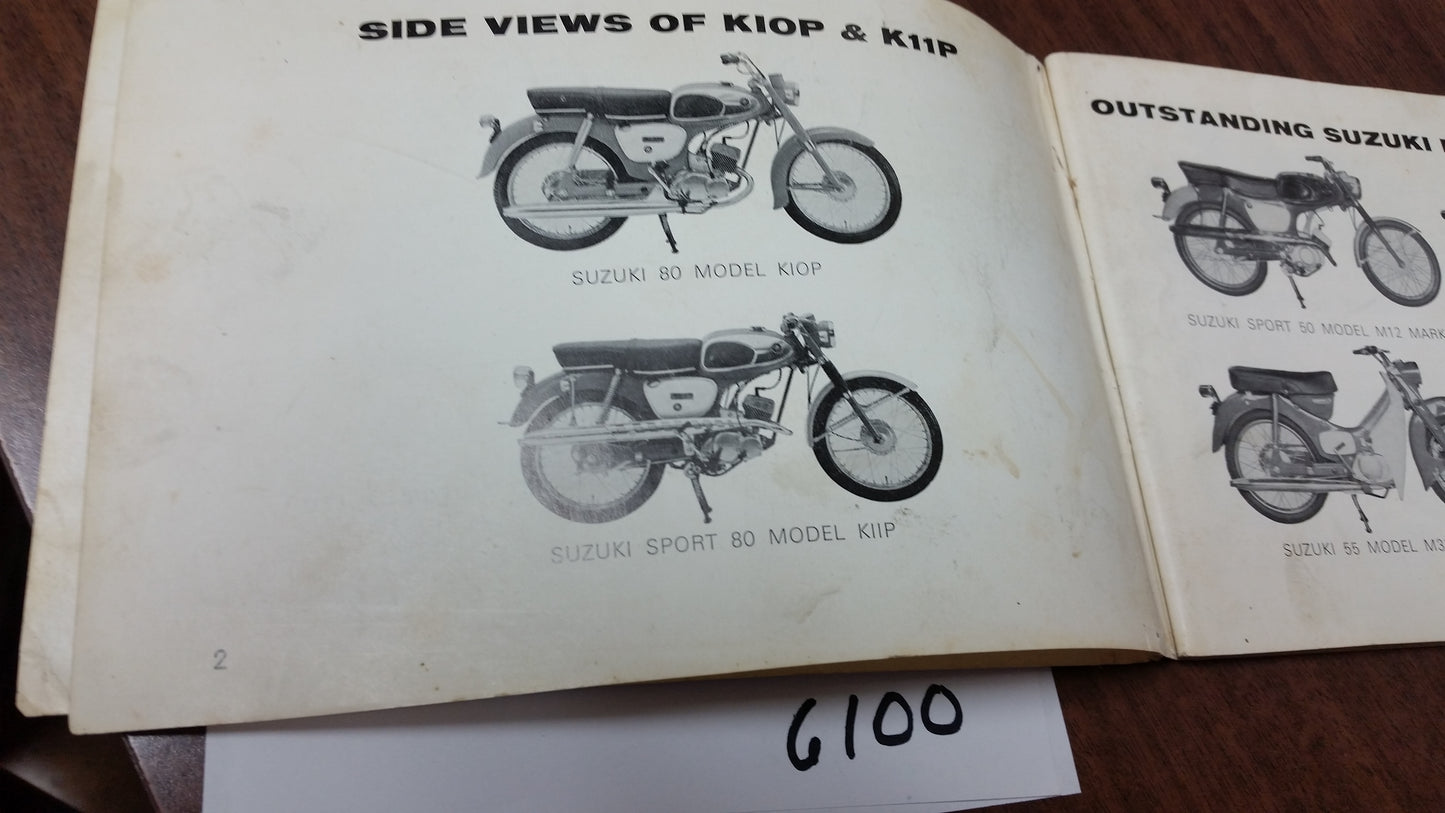 SIDE VIEWS OF K10P & K11P
SUZUKI 80 MODEL K10P
SUZUKI SPORT 80 MODEL K11P
2
OUTSTANDING SUZUKI
SUZUKI SPORT 50 MODEL M12 MARK
SUZUKI 55 MODEL
6100